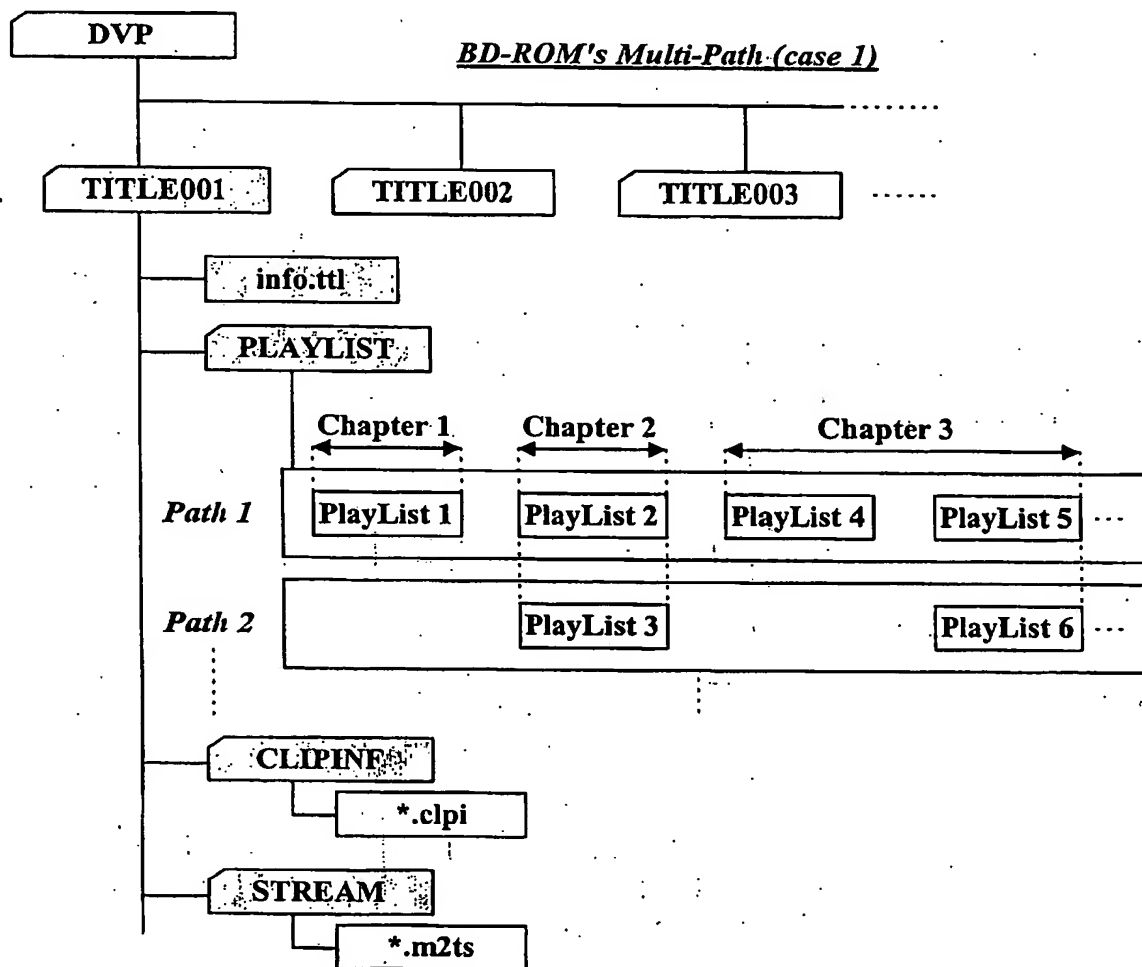 DVP
BD-ROM's Multi-Path (case 1)
TITLE001 TITLE002 TITLE003
info.ttl
PLAYLIST
Chapter 1 Chapter 2 Chapter 3
Path 1 PlayList 1 PlayList 2 PlayList 4 PlayList 5 ...
Path 2 PlayList 3 PlayList 6 ...
CLIPINF
*.clpi
STREAM
*.m2ts